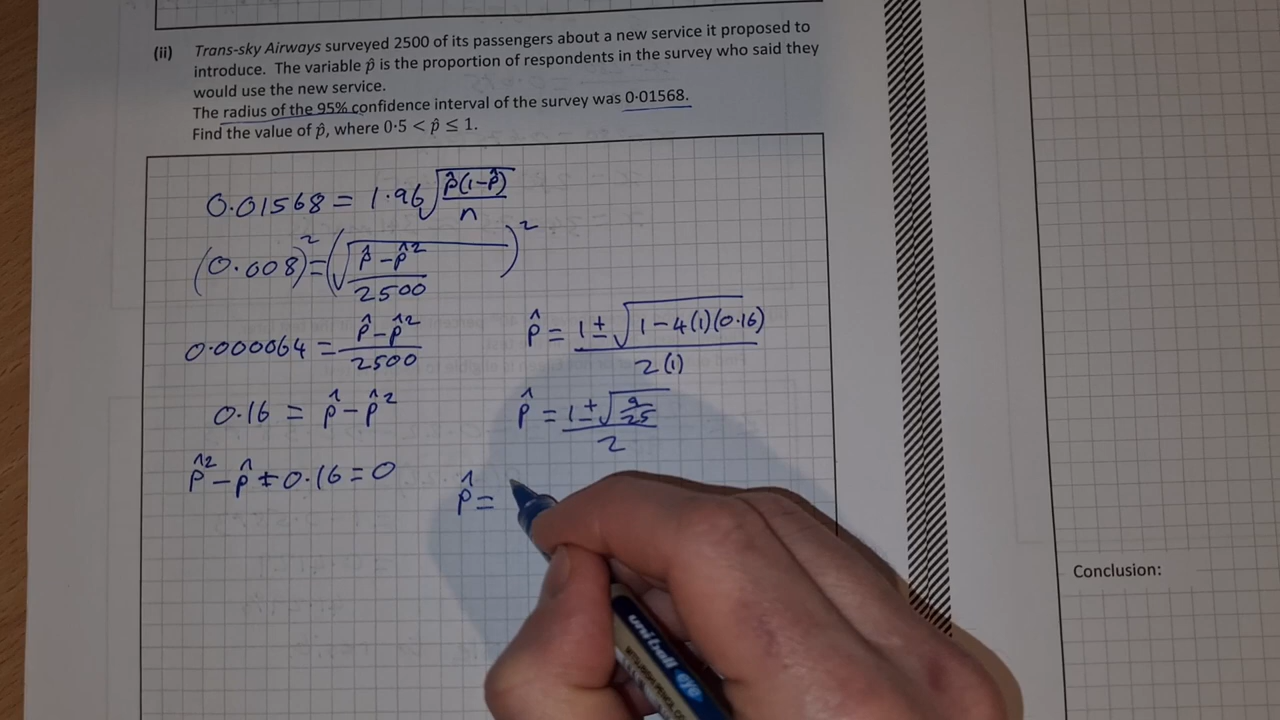 (ii) Trans-sky Airways surveyed 2500 of its passengers about a new service it proposed to
introduce. The variable p̂ is the proportion of respondents in the survey who said they
would use the new service.
The radius of the 95% confidence interval of the survey was 0·01568.
Find the value of p̂, where 0·5 < p̂ ≤ 1.
0.01568 = 1.96 √(p̂(1-p̂)/n)
(0.008)² = (√(p̂ - p̂²/2500))²
0.000064 = p̂ - p̂²/2500
0.16 = p̂ - p̂²
p̂² - p̂ + 0.16 = 0
p̂ = 1 ± √(1 - 4(1)(0.16)) / 2(1)
p̂ = 1 ± √(9/25) / 2
p̂ =
Conclusion:
uni-ball eye